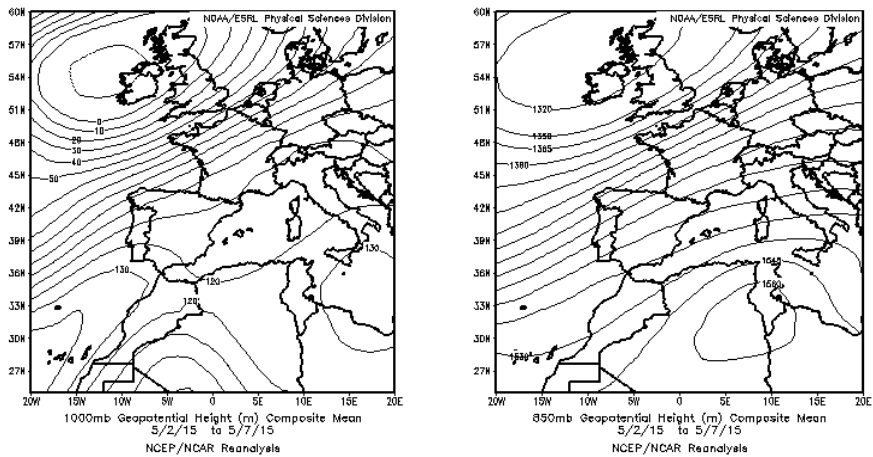 NOAA/ESRL Physical Sciences Division
60N
57N
54N
51N
48N
45N
42N
39N
36N
33N
30N
27N
0
10
20
30
40
50
130
120
120
130
20W
15W
10W
5W
0
5E
10E
15E
20E
1000mb Geopotential Height (m) Composite Mean
5/2/15 to 5/7/15
NCEP/NCAR Reanalysis
NOAA/ESRL Physical Sciences Division
60N
57N
54N
51N
48N
45N
42N
39N
36N
33N
30N
27N
1320
1350
1365
1380
1530
20W
15W
10W
5W
0
5E
10E
15E
20E
850mb Geopotential Height (m) Composite Mean
5/2/15 to 5/7/15
NCEP/NCAR Reanalysis